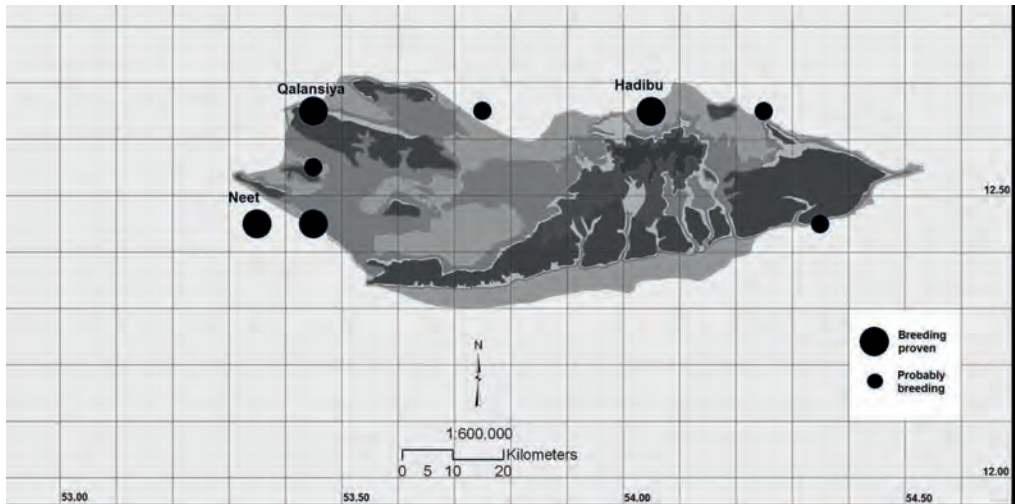 Qalansiya
Hadibu
Neet
12.50
Breeding
proven
Probably
breeding
N
1:600,000
Kilometers
0 5 10 20
12.00
53.00
53.50
54.00
54.50